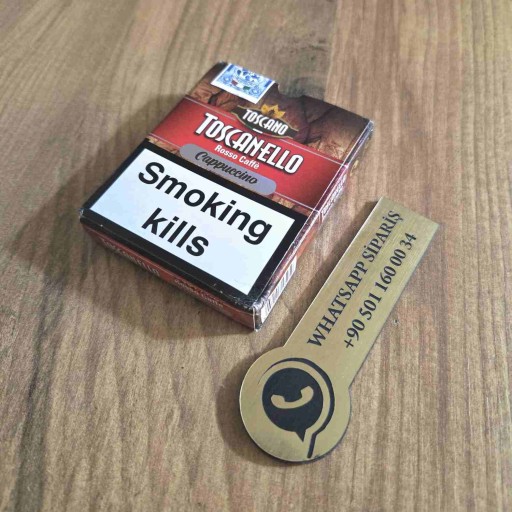 TOSCANO
TOSCANELLO
Rosso Caffè
Cappuccino
Smoking
kills
WHATSAPP SİPARİŞ
+90 501 160 00 34